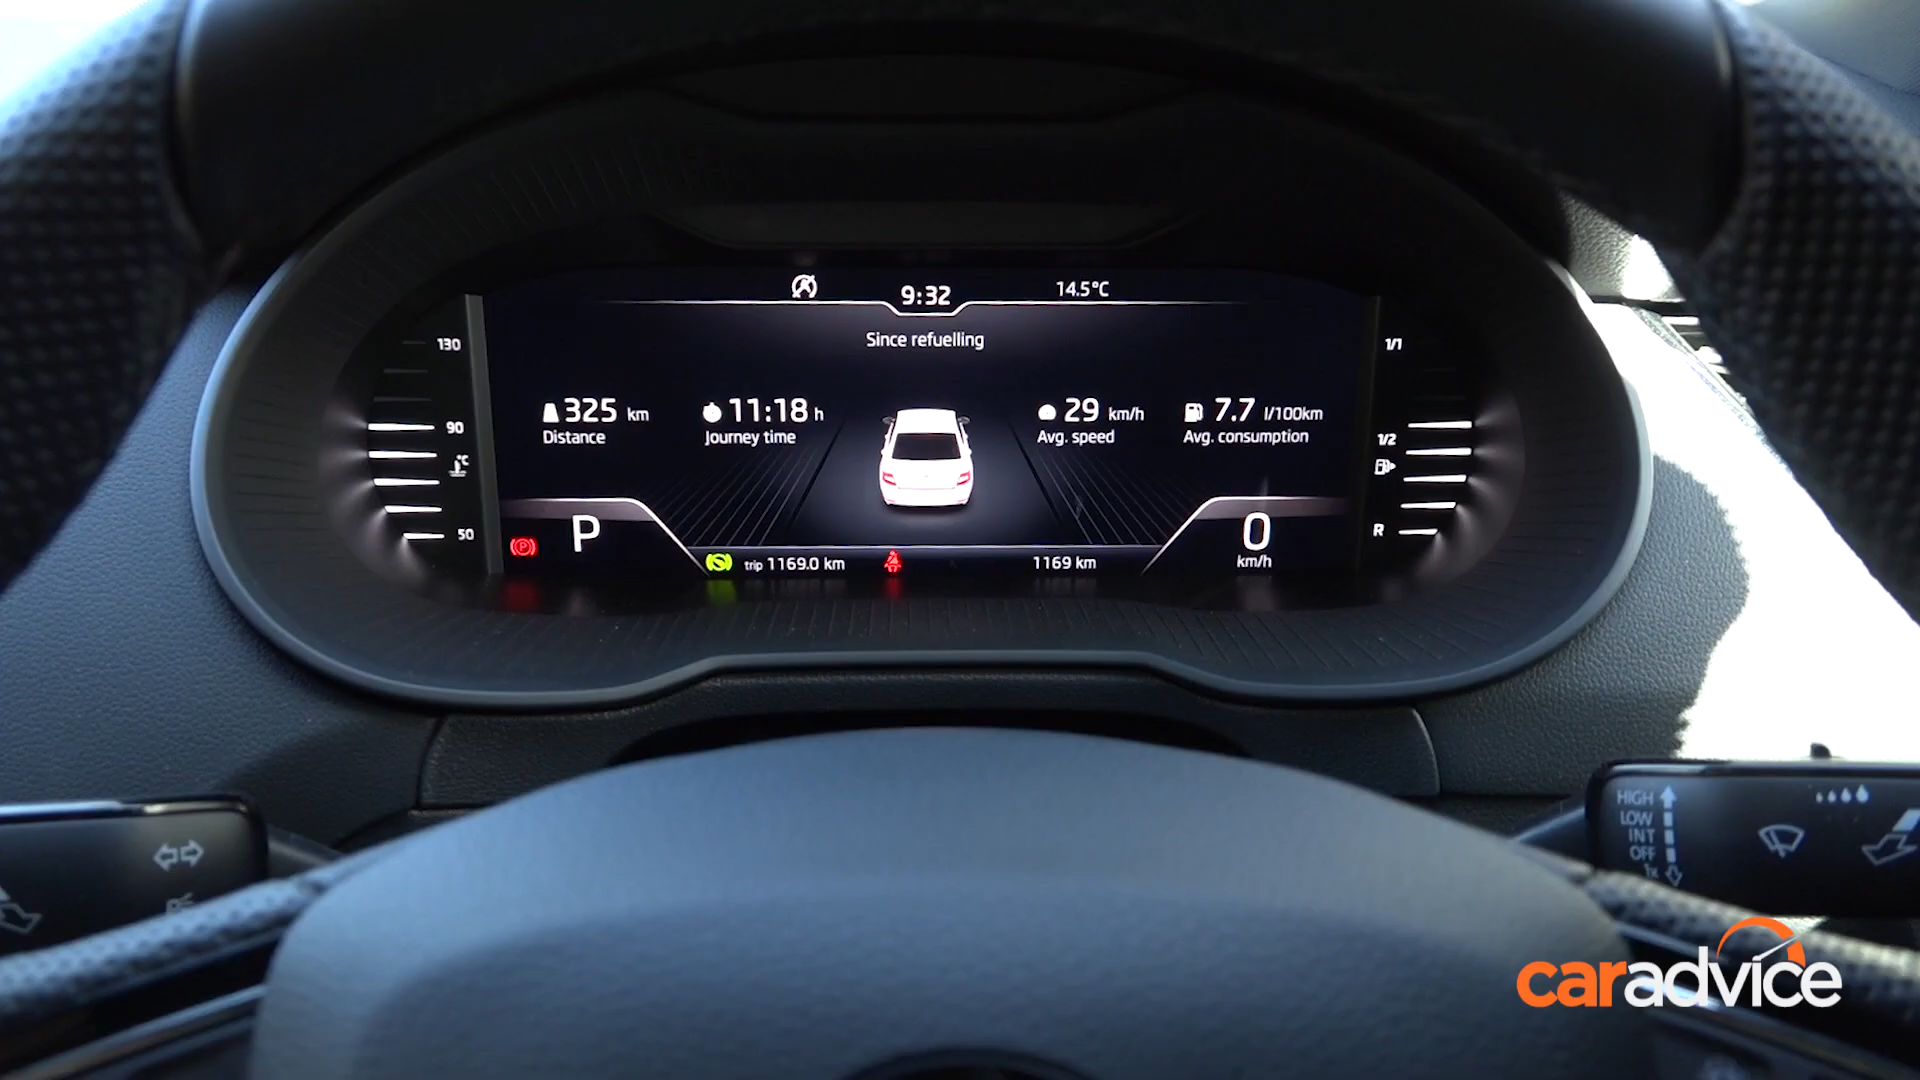 9:32
14.5°C
Since refuelling
130
90
°C
50
325 km
Distance
11:18 h
Journey time
29 km/h
Avg. speed
7.7 l/100km
Avg. consumption
1/1
1/2
R
P
(P)
trip 1169.0 km
1169 km
0
km/h
HIGH
LOW
INT
OFF
1x
caradvice